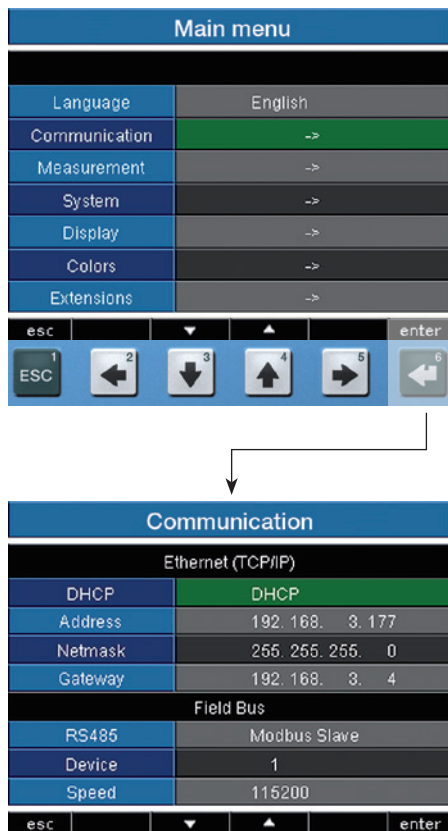 Main menu
Language English
Communication ->
Measurement ->
System ->
Display ->
Colors ->
Extensions ->
esc ▼ ▲ enter
1 2 3 4 5 6
ESC
Communication
Ethernet (TCP/IP)
DHCP DHCP
Address 192. 168. 3. 177
Netmask 255. 255. 255. 0
Gateway 192. 168. 3. 4
Field Bus
RS485 Modbus Slave
Device 1
Speed 115200
esc ▼ ▲ enter